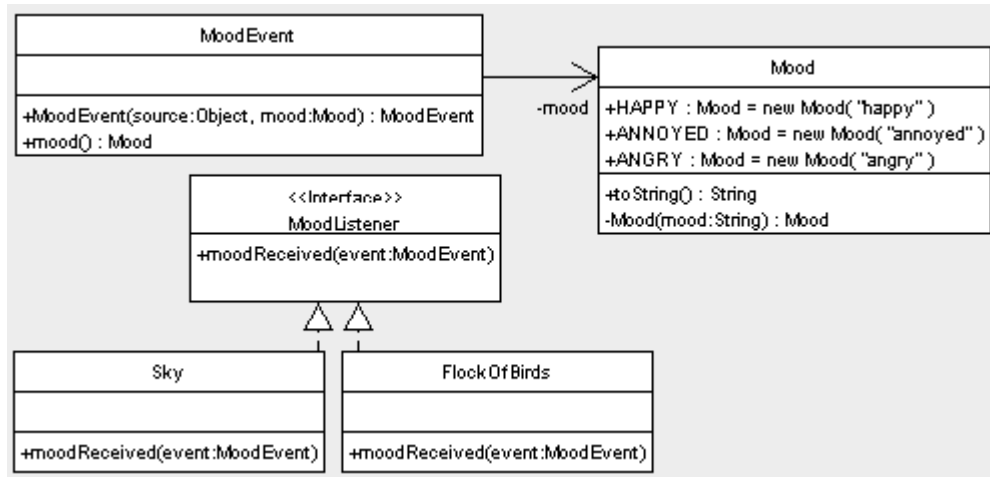 MoodEvent
+MoodEvent(source:Object, mood:Mood) : MoodEvent
+mood() : Mood
-mood
Mood
+HAPPY : Mood = new Mood( "happy" )
+ANNOYED : Mood = new Mood( "annoyed" )
+ANGRY : Mood = new Mood( "angry" )
+toString() : String
-Mood(mood:String) : Mood
<<Interface>>
MoodListener
+moodReceived(event:MoodEvent)
Sky
+moodReceived(event:MoodEvent)
FlockOfBirds
+moodReceived(event:MoodEvent)